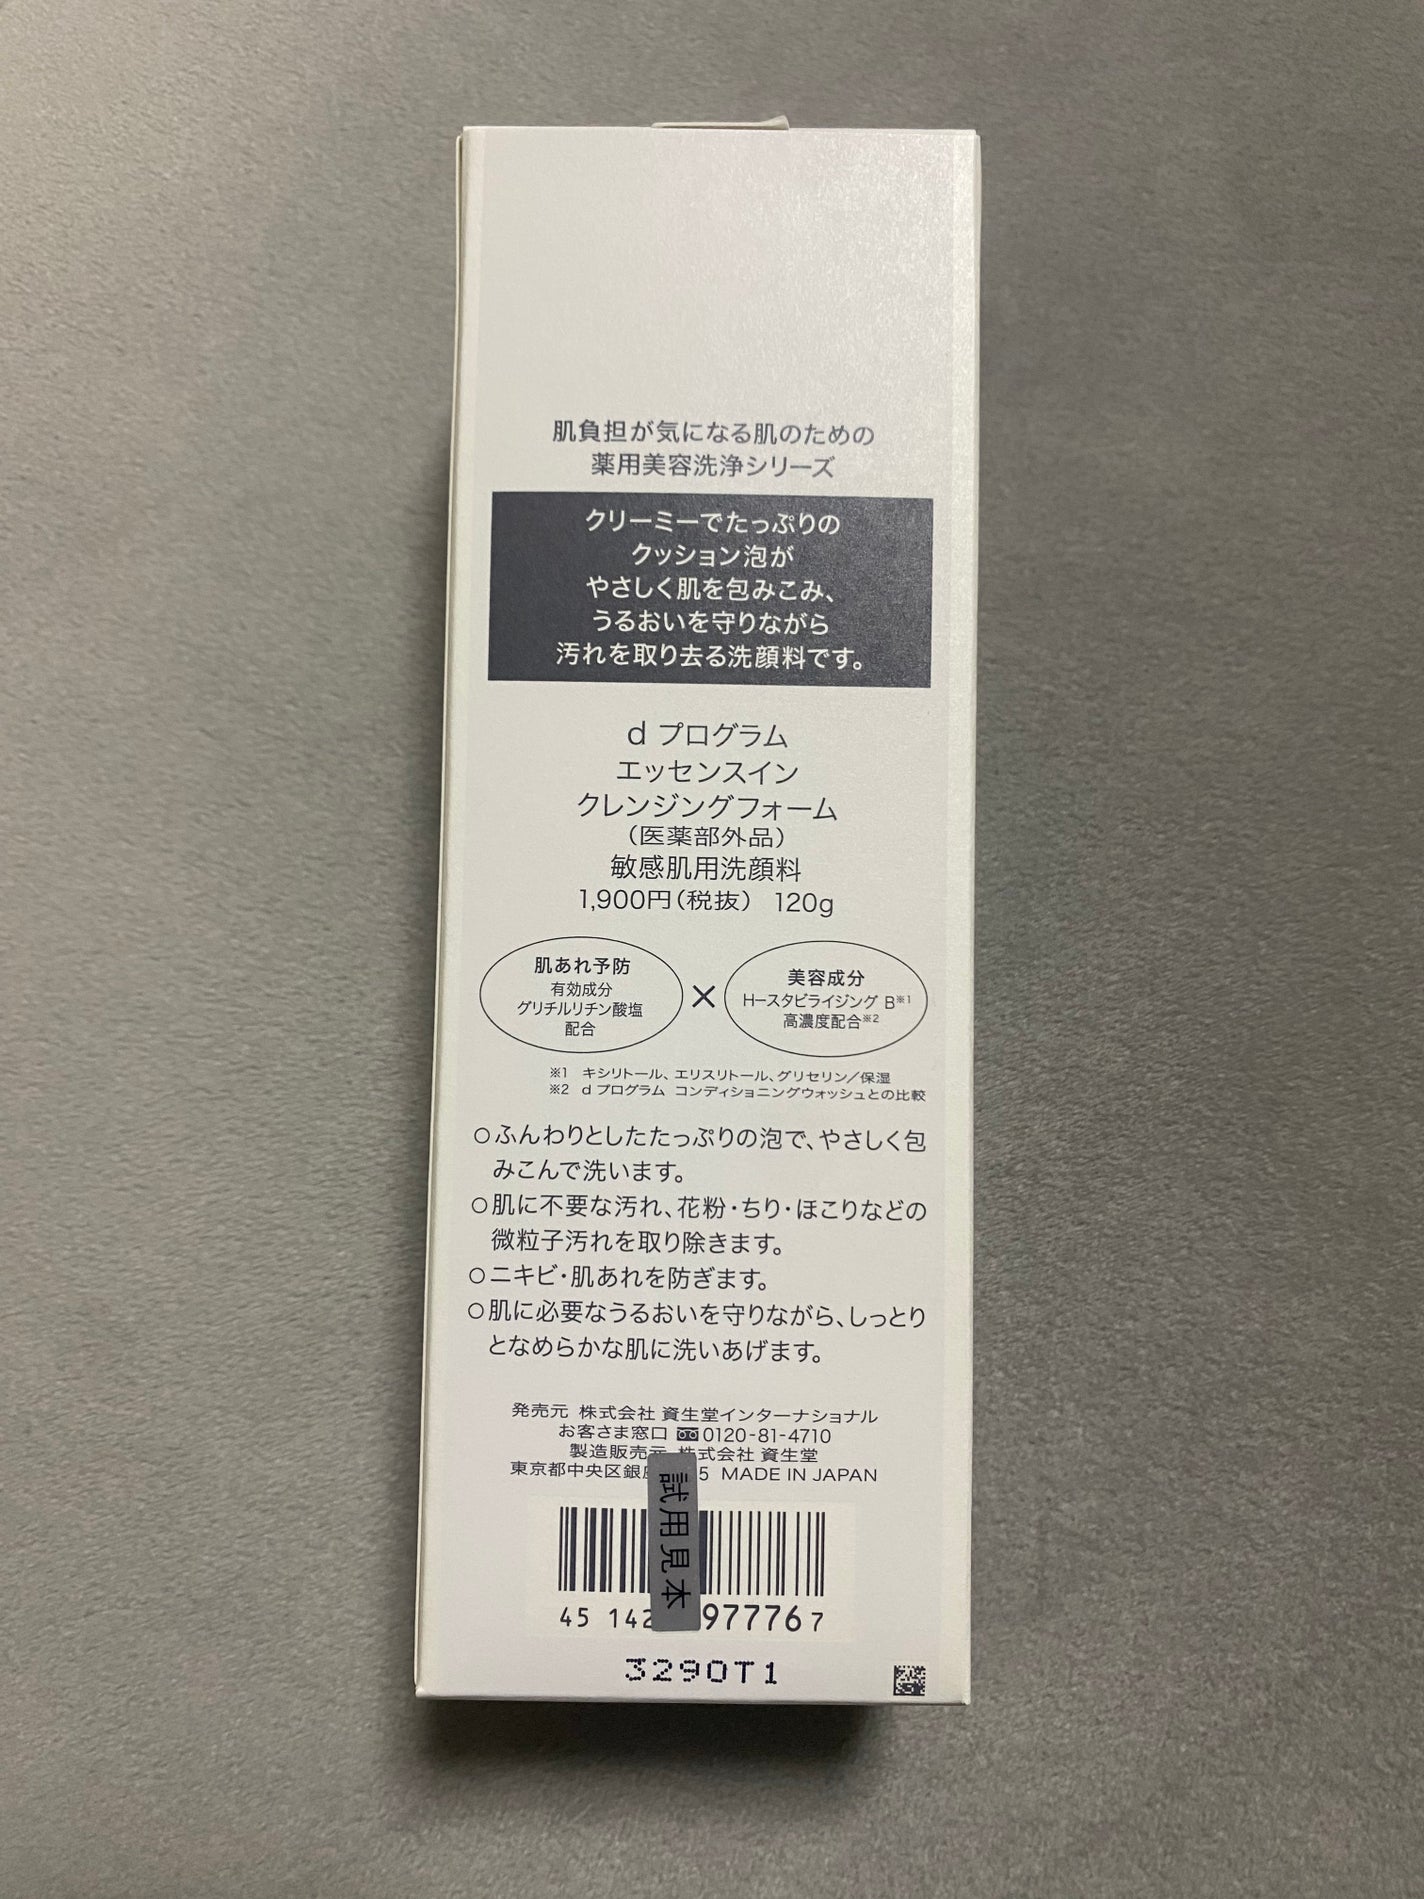 肌負担が気になる肌のための
薬用美容洗浄シリーズ
クリーミーでたっぷりの
クッション泡が
やさしく肌を包みこみ、
うるおいを守りながら
汚れを取り去る洗顔料です。
d プログラム
エッセンスイン
クレンジングフォーム
（医薬部外品）
敏感肌用洗顔料
1,900円（税抜） 120g
肌あれ予防
有効成分
グリチルリチン酸塩
配合
×
美容成分
H-スタビライジング B※1
高濃度配合※2
※1 キシリトール、エリスリトール、グリセリン／保湿
※2 d プログラム コンディショニングウォッシュとの比較
○ふんわりとしたたっぷりの泡で、やさしく包
みこんで洗います。
○肌に不要な汚れ、花粉・ちり・ほこりなどの
微粒子汚れを取り除きます。
○ニキビ・肌あれを防ぎます。
○肌に必要なうるおいを守りながら、しっとり
となめらかな肌に洗いあげます。
発売元 株式会社 資生堂インターナショナル
お客さま窓口 0120-81-4710
製造販売元 株式会社 資生堂
東京都中央区銀 5 MADE IN JAPAN
試用見本
45 142 977767
3290T1